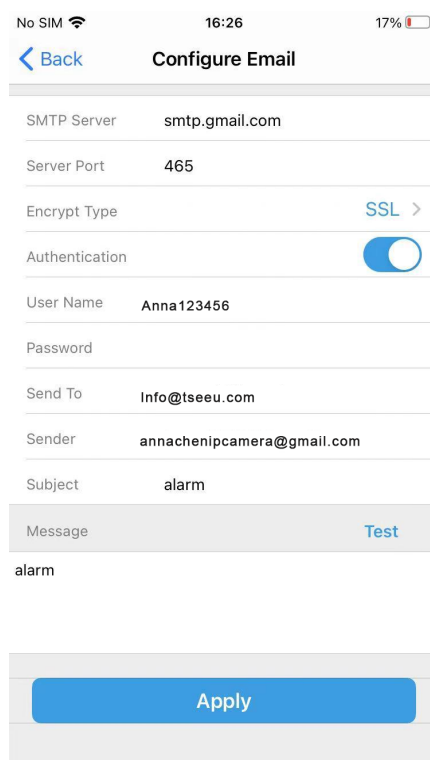 No SIM 16:26 17%
Back Configure Email
SMTP Server smtp.gmail.com
Server Port 465
Encrypt Type SSL
Authentication
User Name Anna123456
Password
Send To Info@tseeu.com
Sender annachenipcamera@gmail.com
Subject alarm
Message Test
alarm
Apply